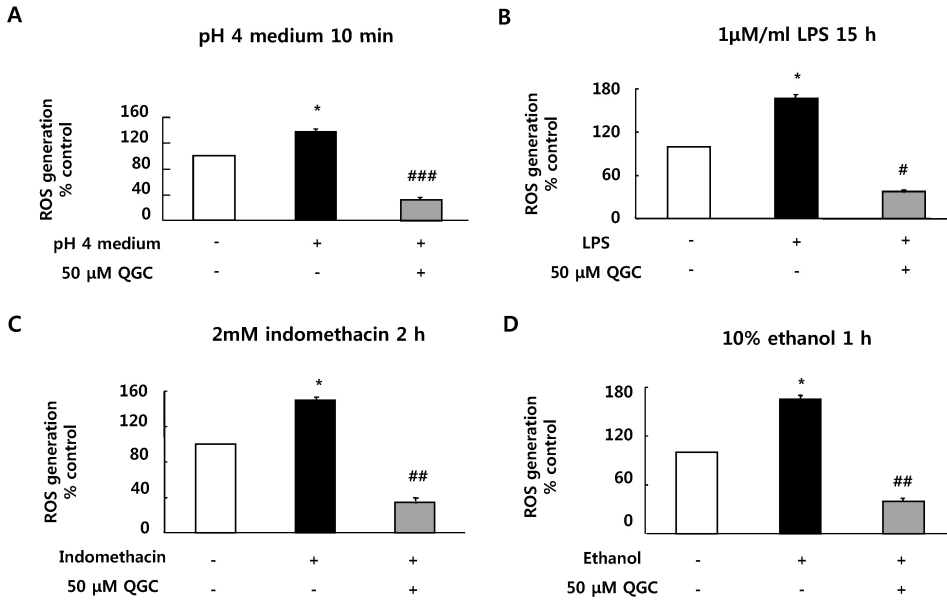 A
pH 4 medium 10 min
ROS generation
% control
160
120
80
40
0
*
###
pH 4 medium - + +
50 μM QGC - - +
B
1μM/ml LPS 15 h
ROS generation
% control
180
120
60
0
*
#
LPS - + +
50 μM QGC - - +
C
2mM indomethacin 2 h
ROS generation
% control
160
120
80
40
0
*
##
Indomethacin - + +
50 μM QGC - - +
D
10% ethanol 1 h
ROS generation
% control
180
120
60
0
*
##
Ethanol - + +
50 μM QGC - - +